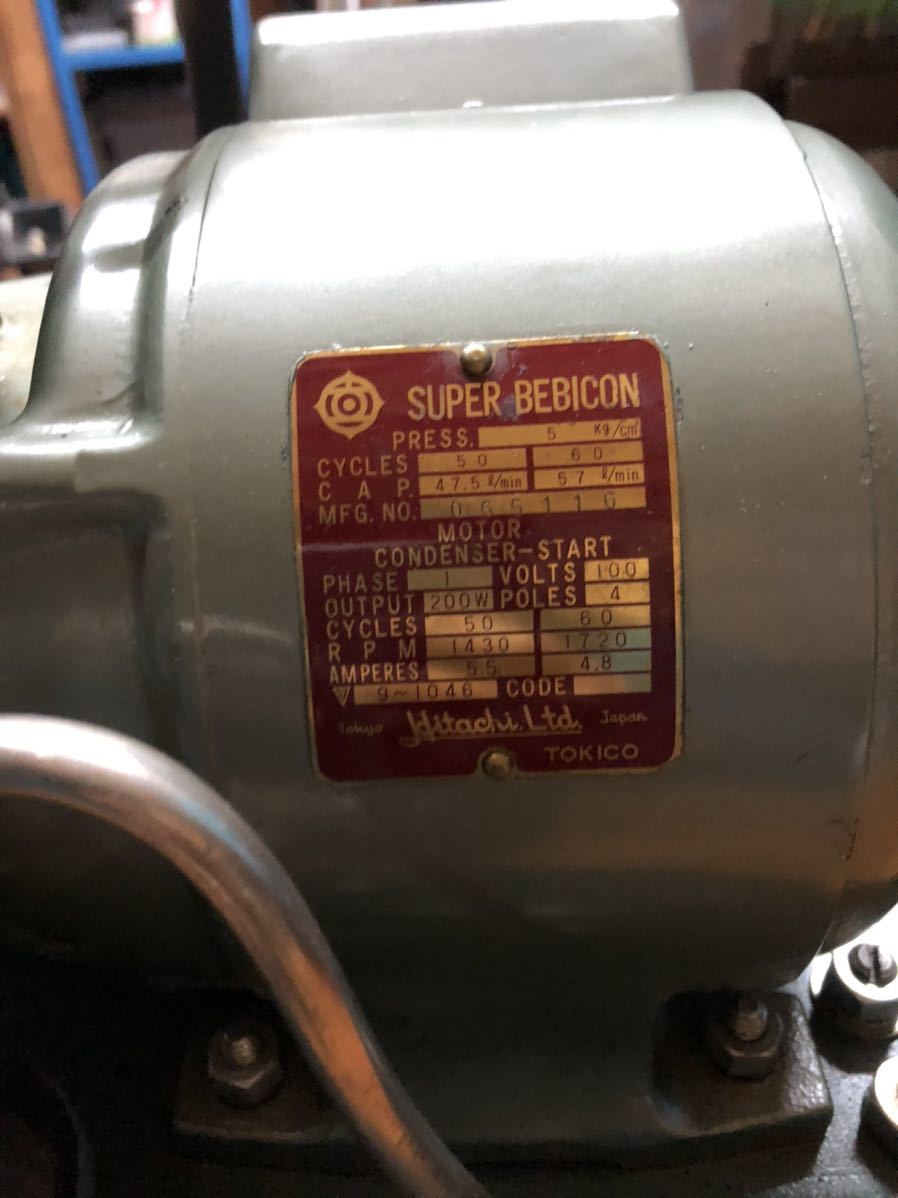 SUPER BEBICON
PRESS. 5 Kg/cm²
CYCLES 50 60
C A P. 47.5 ℓ/min 57 ℓ/min
MFG. NO. 065116
MOTOR
CONDENSER-START
PHASE 1 VOLTS 100
OUTPUT 200W POLES 4
CYCLES 50 60
R P M 1430 1720
AMPERES 5.5 4.8
9~1046 CODE
Tokyo Hitachi, Ltd. Japan
TOKICO